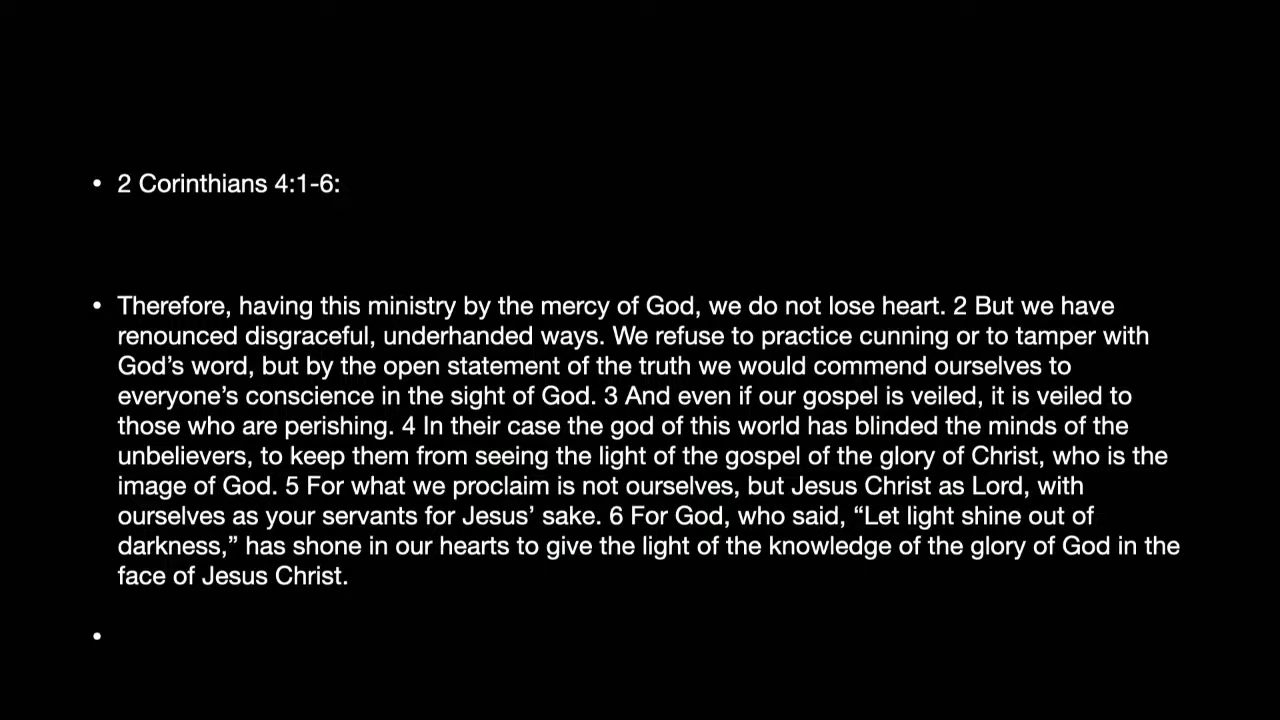 • 2 Corinthians 4:1-6:
• Therefore, having this ministry by the mercy of God, we do not lose heart. 2 But we have
renounced disgraceful, underhanded ways. We refuse to practice cunning or to tamper with
God’s word, but by the open statement of the truth we would commend ourselves to
everyone’s conscience in the sight of God. 3 And even if our gospel is veiled, it is veiled to
those who are perishing. 4 In their case the god of this world has blinded the minds of the
unbelievers, to keep them from seeing the light of the gospel of the glory of Christ, who is the
image of God. 5 For what we proclaim is not ourselves, but Jesus Christ as Lord, with
ourselves as your servants for Jesus’ sake. 6 For God, who said, “Let light shine out of
darkness,” has shone in our hearts to give the light of the knowledge of the glory of God in the
face of Jesus Christ.
•